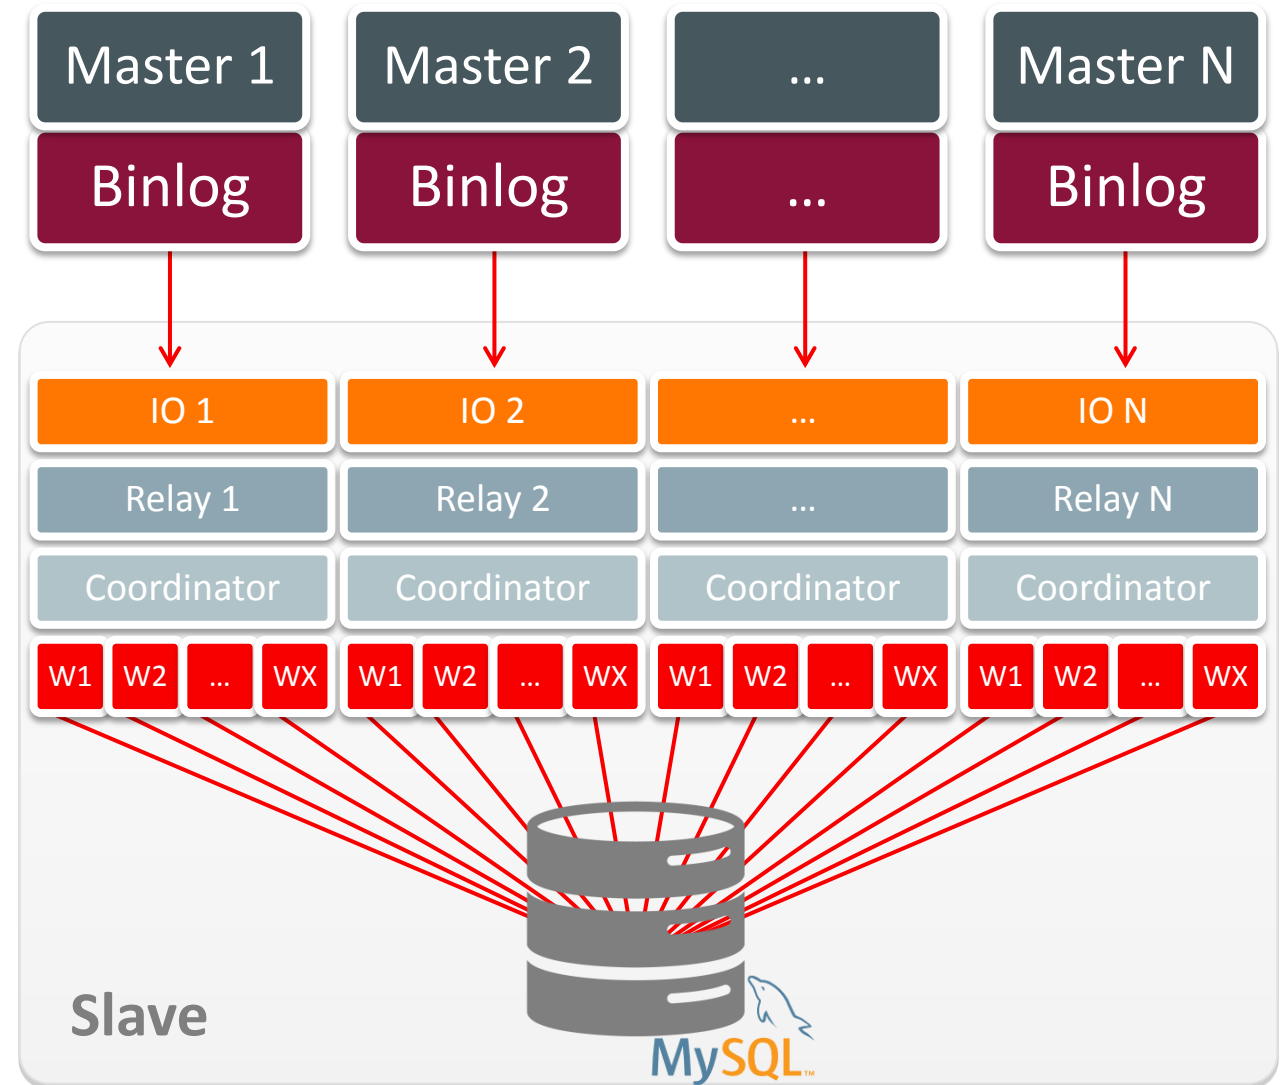 Master 1 Master 2 ... Master N
Binlog Binlog ... Binlog
IO 1 IO 2 ... IO N
Relay 1 Relay 2 ... Relay N
Coordinator Coordinator Coordinator Coordinator
W1 W2 ... WX W1 W2 ... WX W1 W2 ... WX W1 W2 ... WX
Slave
MySQL™